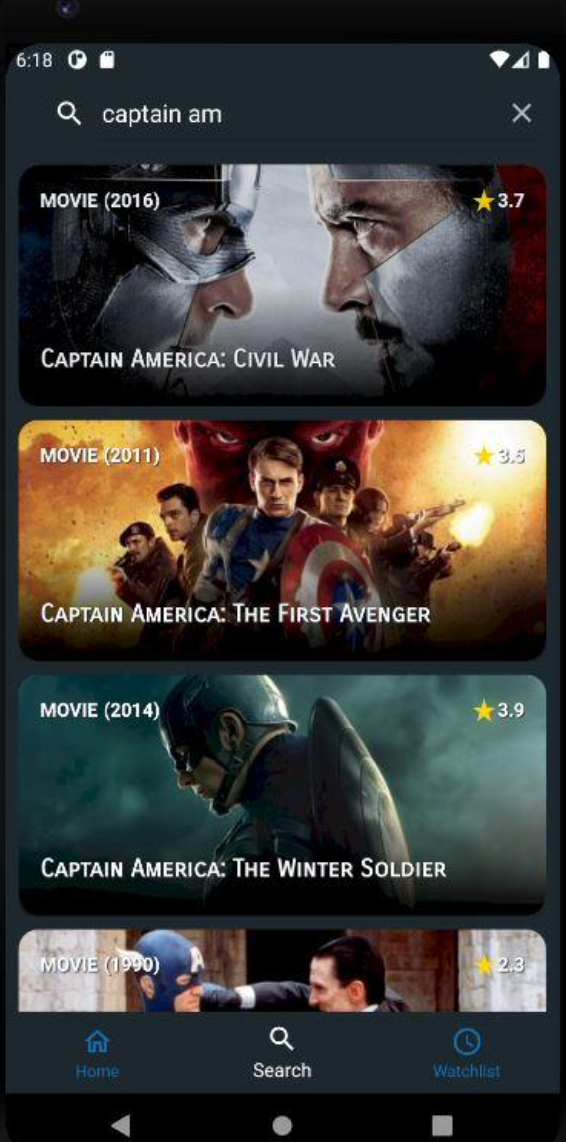 6:18
captain am
MOVIE (2016) 3.7
CAPTAIN AMERICA: CIVIL WAR
MOVIE (2011) 3.5
CAPTAIN AMERICA: THE FIRST AVENGER
MOVIE (2014) 3.9
CAPTAIN AMERICA: THE WINTER SOLDIER
MOVIE (1990) 2.3
A
Home Search Watchlist